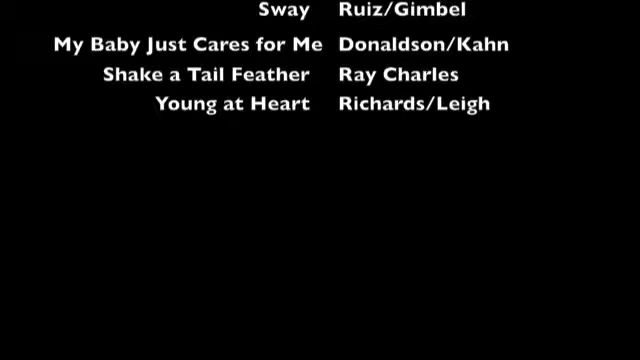 Sway Ruiz/Gimbel
My Baby Just Cares for Me Donaldson/Kahn
Shake a Tail Feather Ray Charles
Young at Heart Richards/Leigh